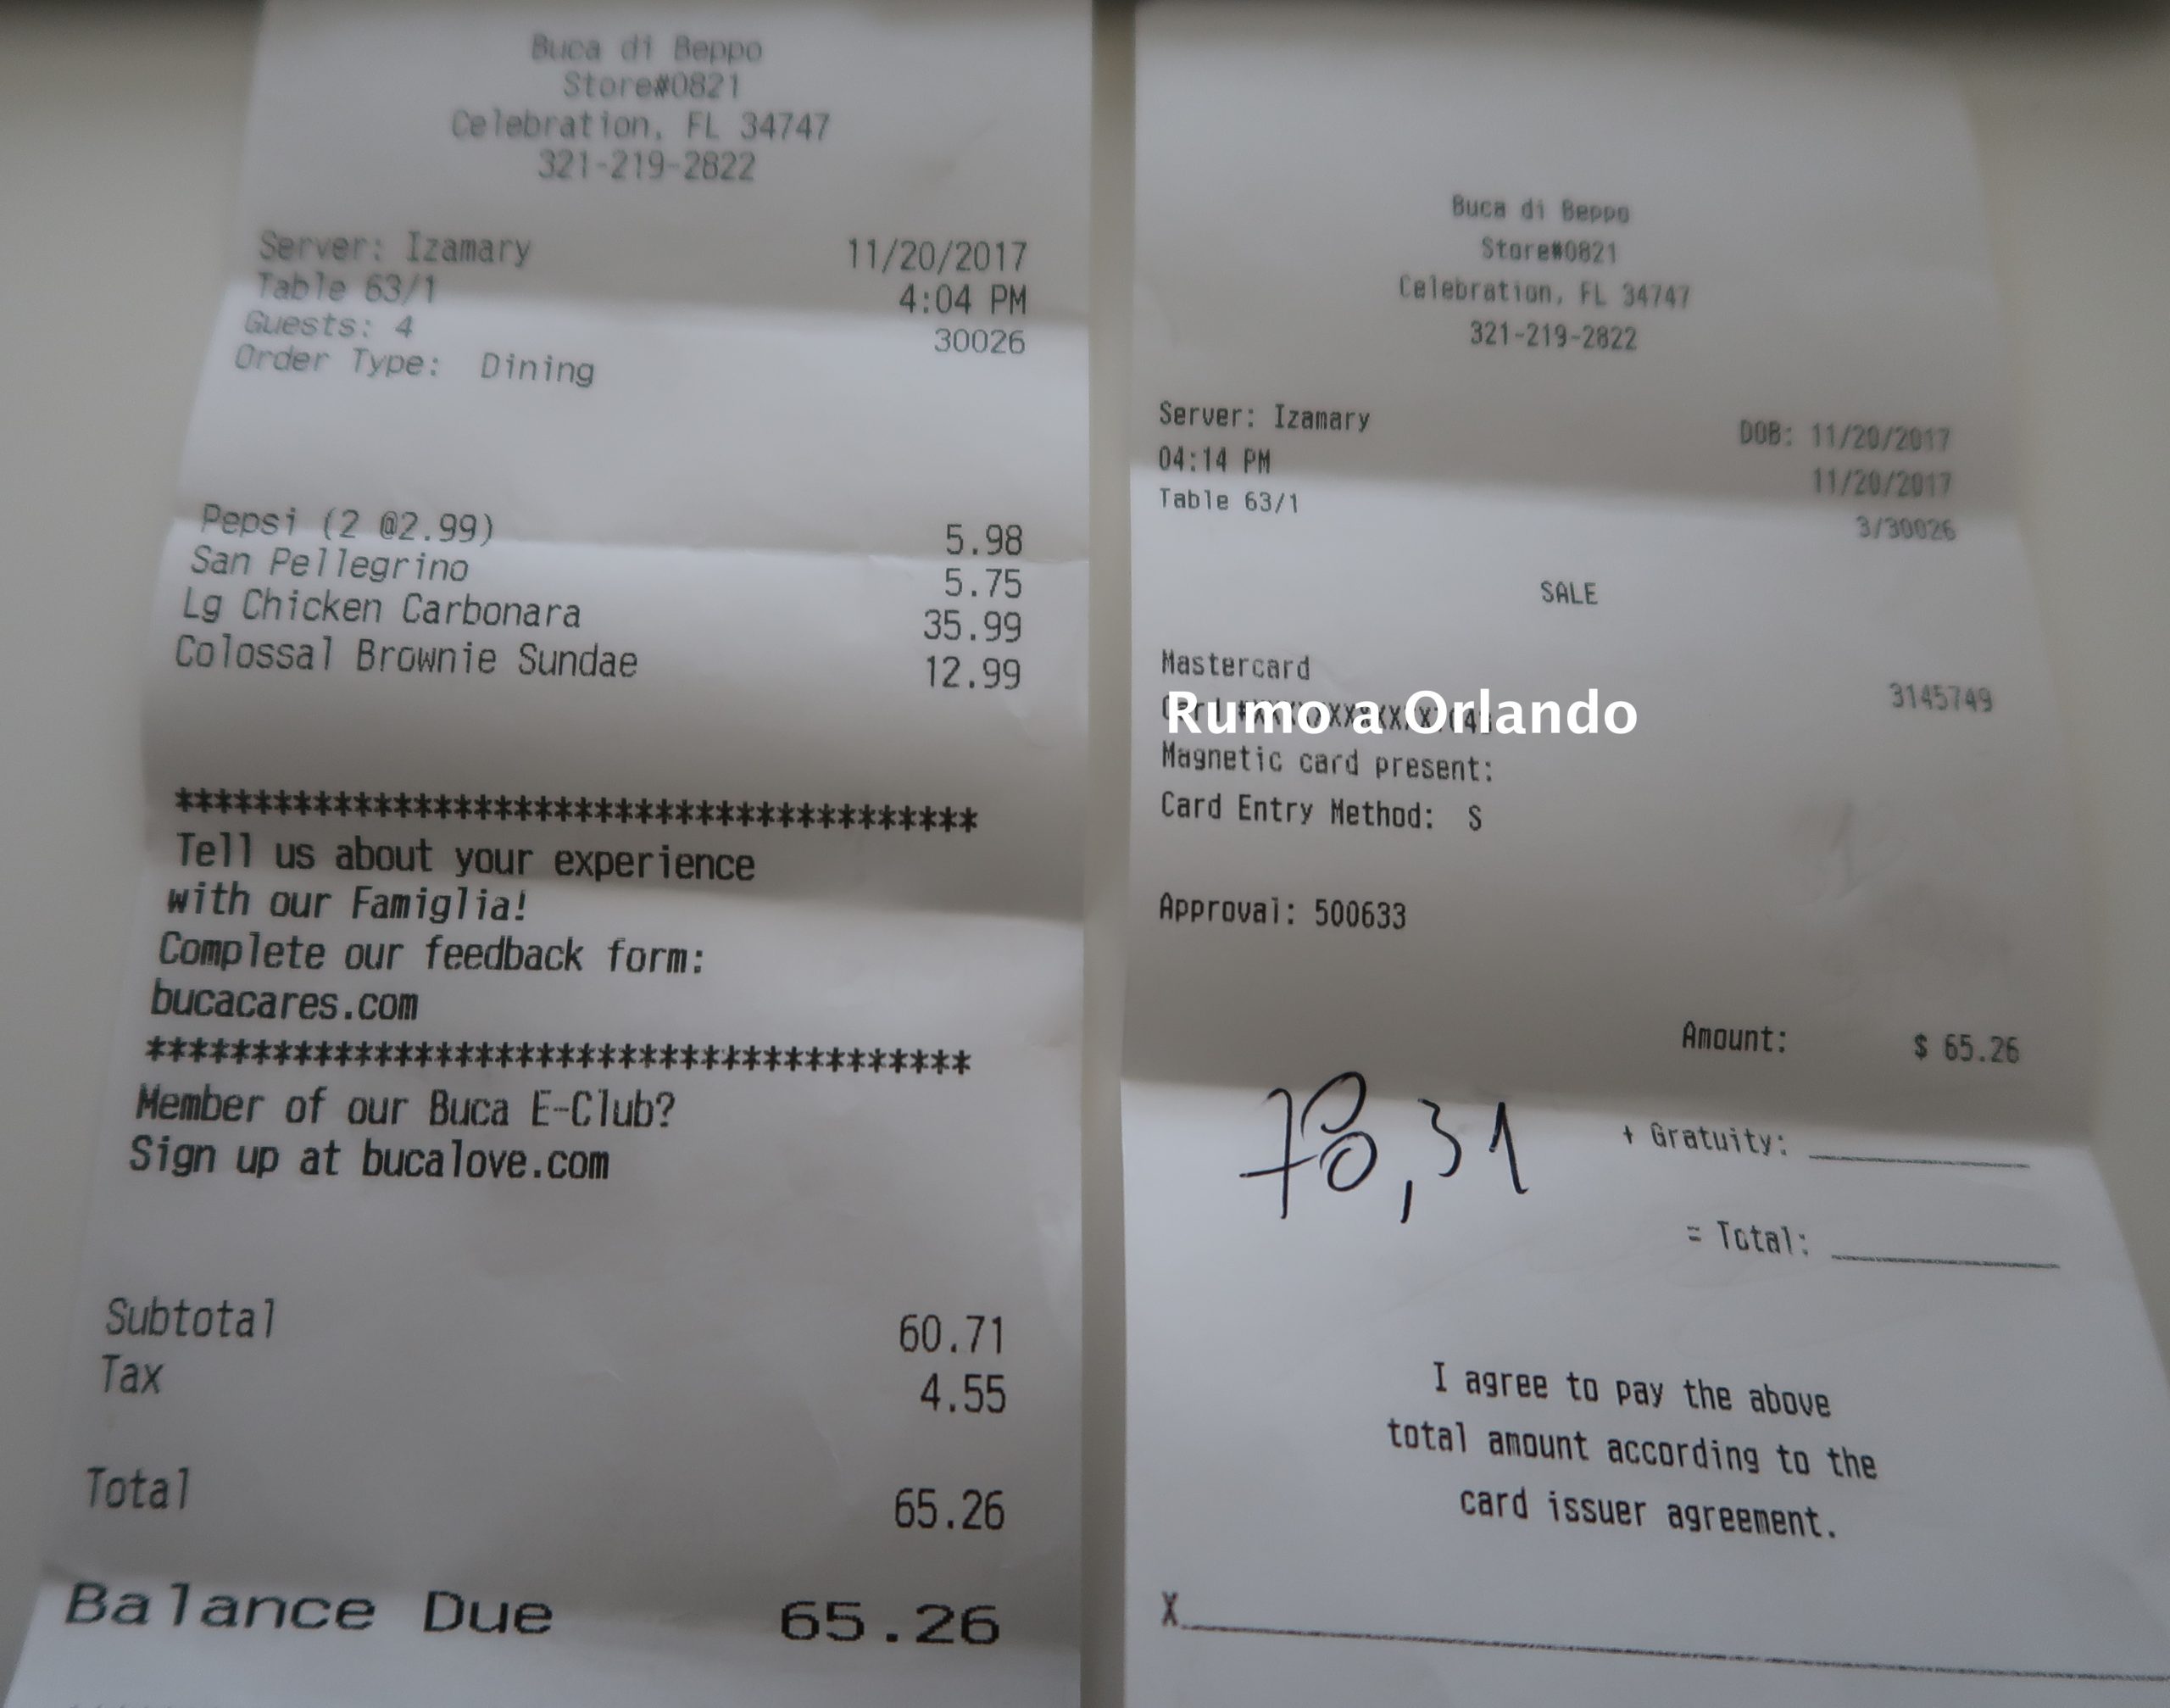 Buca di Beppo
Store#0821
Celebration, FL 34747
321-219-2822
Server: Izamary 11/20/2017
Table 63/1 4:04 PM
Guests: 4 30026
Order Type: Dining
Pepsi (2 @2.99) 5.98
San Pellegrino 5.75
Lg Chicken Carbonara 35.99
Colossal Brownie Sundae 12.99
****************************************
Tell us about your experience
with our Famiglia!
Complete our feedback form:
bucacares.com
****************************************
Member of our Buca E-Club?
Sign up at bucalove.com
Subtotal 60.71
Tax 4.55
Total 65.26
Balance Due 65.26
Buca di Beppo
Store#0821
Celebration, FL 34747
321-219-2822
Server: Izamary DOB: 11/20/2017
04:14 PM 11/20/2017
Table 63/1 3/30026
SALE
Mastercard 3145749
Rumo a Orlando
Magnetic card present:
Card Entry Method: S
Approval: 500633
Amount: $ 65.26
+ Gratuity:
78,31
= Total:
I agree to pay the above
total amount according to the
card issuer agreement.
X